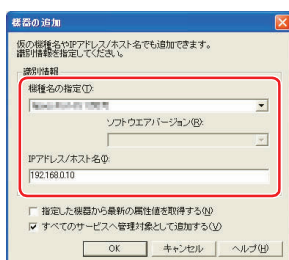 機器の追加
仮の機種名やIPアドレス/ホスト名でも追加できます。
識別情報を指定してください。
識別情報
機種名の指定(T):
ソフトウエアバージョン(R):
IPアドレス/ホスト名(I):
192.168.0.10
指定した機器から最新の属性値を取得する(N)
すべてのサービスへ管理対象として追加する(V)
OK
キャンセル
ヘルプ(H)